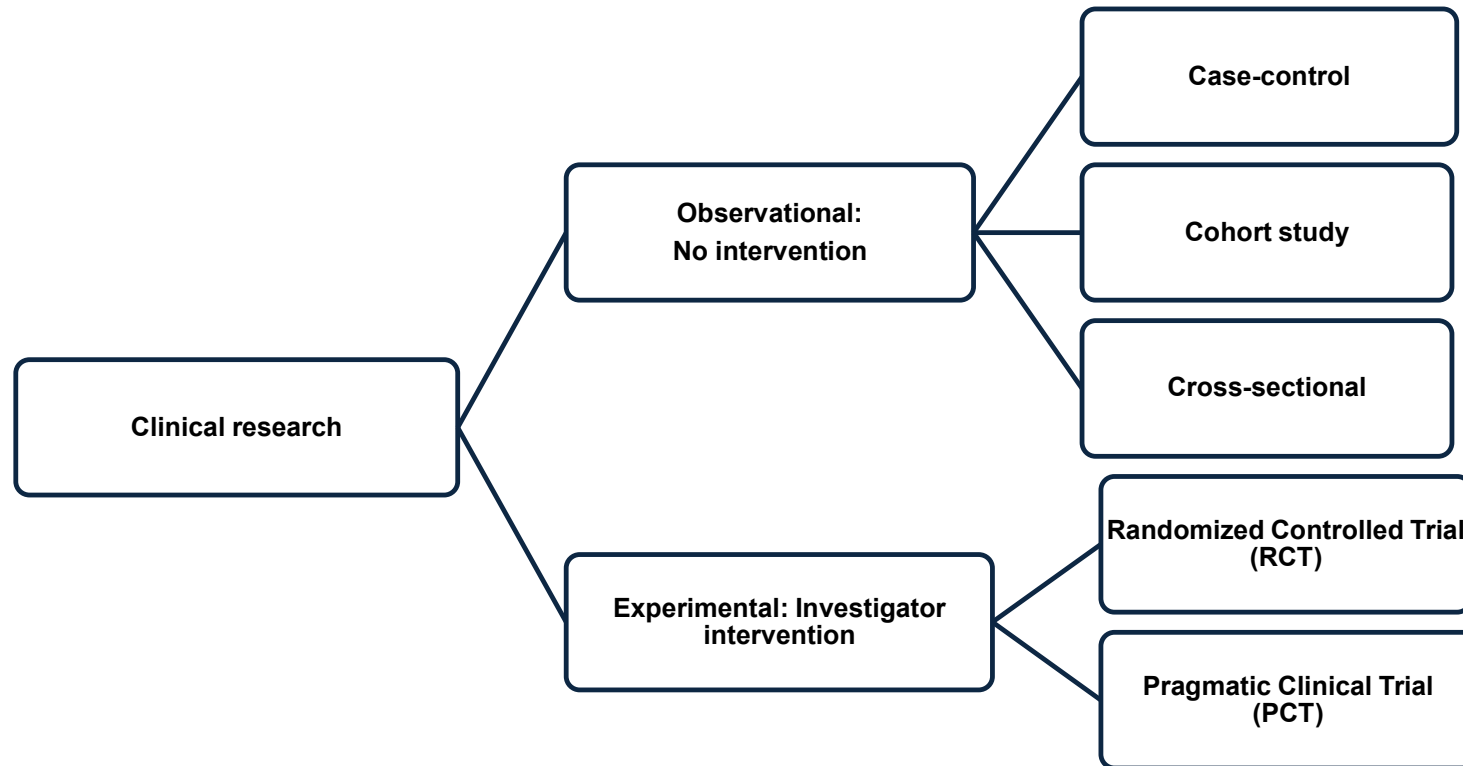 Case-control
Observational:
No intervention
Cohort study
Cross-sectional
Clinical research
Randomized Controlled Trial
(RCT)
Experimental: Investigator
intervention
Pragmatic Clinical Trial
(PCT)